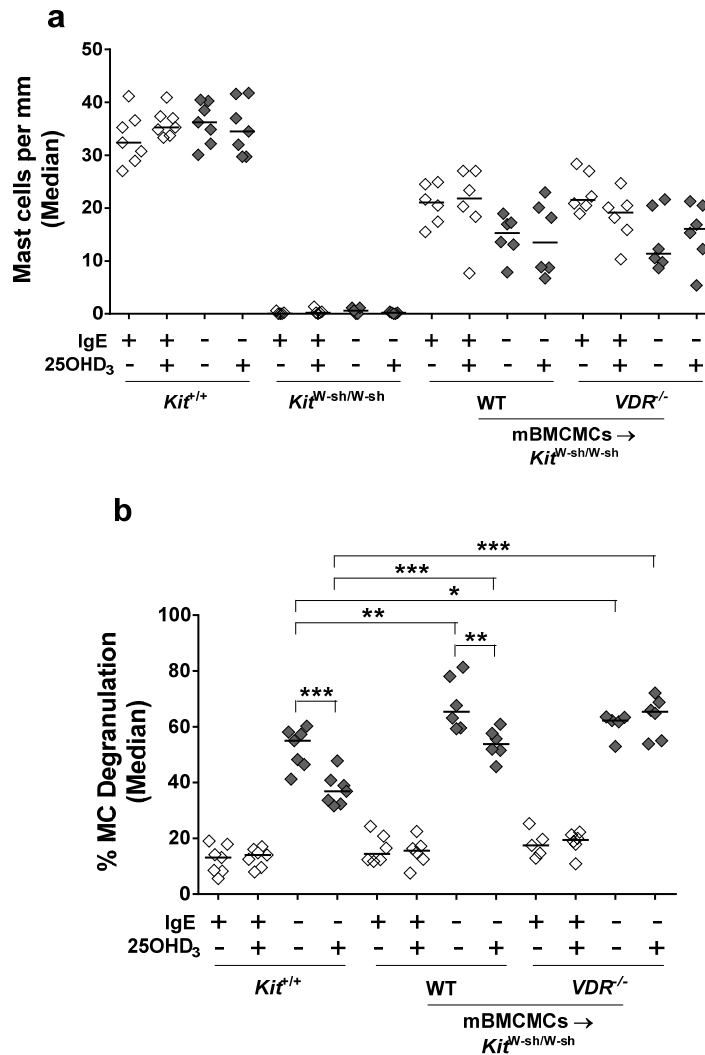 a
Mast cells per mm
(Median)
50
40
30
20
10
0
IgE + + - - + + - - + + - - + + - -
25OHD3 - + - + - + - + - + - + - + - +
Kit+/+ KitW-sh/W-sh WT VDR-/-
mBMCMCs →
KitW-sh/W-sh
b
% MC Degranulation
(Median)
***
***
*
**
**
***
100
80
60
40
20
0
IgE + + - - + + - - + + - -
25OHD3 - + - + - + - + - + - +
Kit+/+ WT VDR-/-
mBMCMCs →
KitW-sh/W-sh